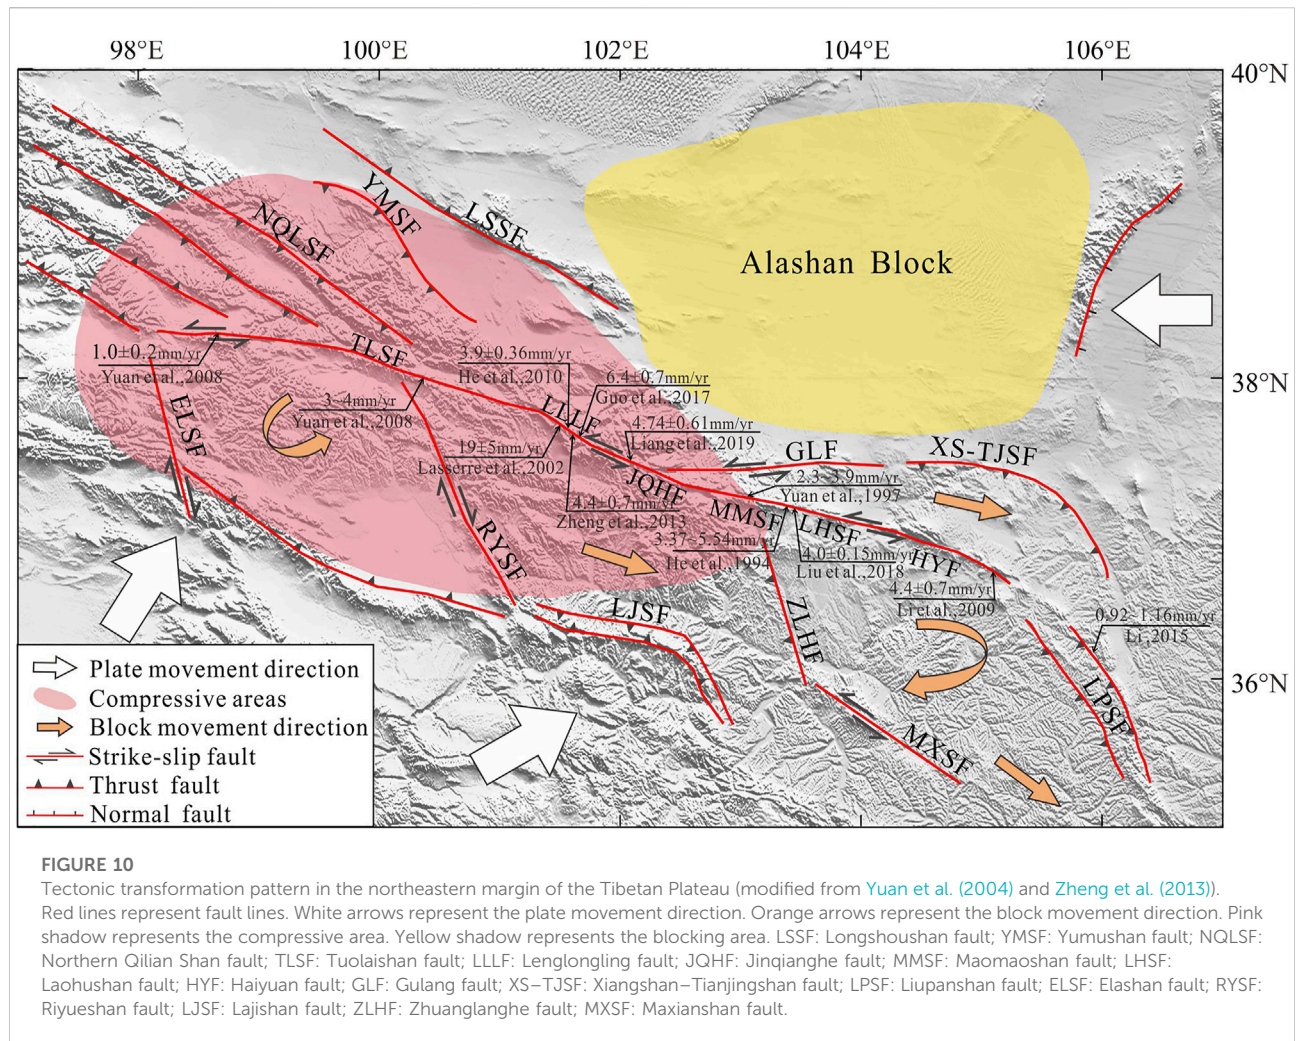 98°E 100°E 102°E 104°E 106°E
40°N
YMSF
LSSF
NQLSF
Alashan Block
TLSF
1.0±0.2mm/yr
Yuan et al.,2008
3.9±0.36mm/yr
He et al.,2010
38°N
6.4±0.7mm/yr
Guo et al.,2017
3~4mm/yr
Yuan et al.,2008
ELSF
LLLF
4.74±0.61mm/yr
Liang et al.,2019
19±5mm/yr
Lasserre et al.,2002
GLF
XS-TJSF
JQHF
2.3~3.9mm/yr
Yuan et al.,1997
4.4±0.7mm/yr
Zheng et al.,2013
MMSF
LHSF
RYSF
3.37~5.54mm/yr
He et al.,1994
4.0±0.15mm/yr
Liu et al.,2018
HYF
4.4±0.7mm/yr
Li et al.,2009
LJSF
ZLHF
0.92~1.16mm/yr
Li,2015
36°N
LPSF
MXSF
Plate movement direction
Compressive areas
Block movement direction
Strike-slip fault
Thrust fault
Normal fault
FIGURE 10
Tectonic transformation pattern in the northeastern margin of the Tibetan Plateau (modified from Yuan et al. (2004) and Zheng et al. (2013)).
Red lines represent fault lines. White arrows represent the plate movement direction. Orange arrows represent the block movement direction. Pink
shadow represents the compressive area. Yellow shadow represents the blocking area. LSSF: Longshoushan fault; YMSF: Yumushan fault; NQLSF:
Northern Qilian Shan fault; TLSF: Tuolaishan fault; LLLF: Lenglongling fault; JQHF: Jinqianghe fault; MMSF: Maomaoshan fault; LHSF:
Laohushan fault; HYF: Haiyuan fault; GLF: Gulang fault; XS–TJSF: Xiangshan–Tianjingshan fault; LPSF: Liupanshan fault; ELSF: Elashan fault; RYSF:
Riyueshan fault; LJSF: Lajishan fault; ZLHF: Zhuanglanghe fault; MXSF: Maxianshan fault.